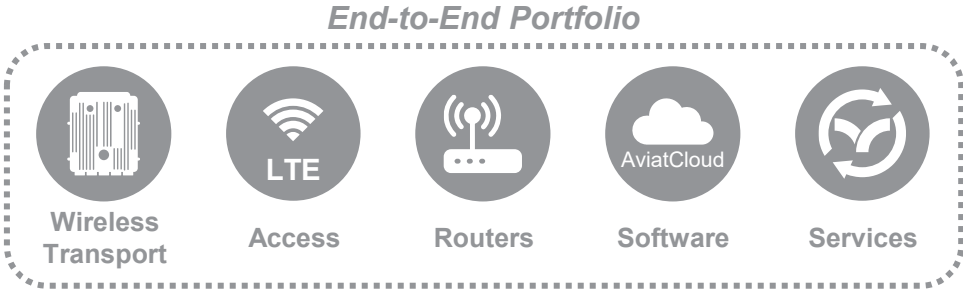 End-to-End Portfolio
LTE
AviatCloud
Wireless
Transport
Access
Routers
Software
Services